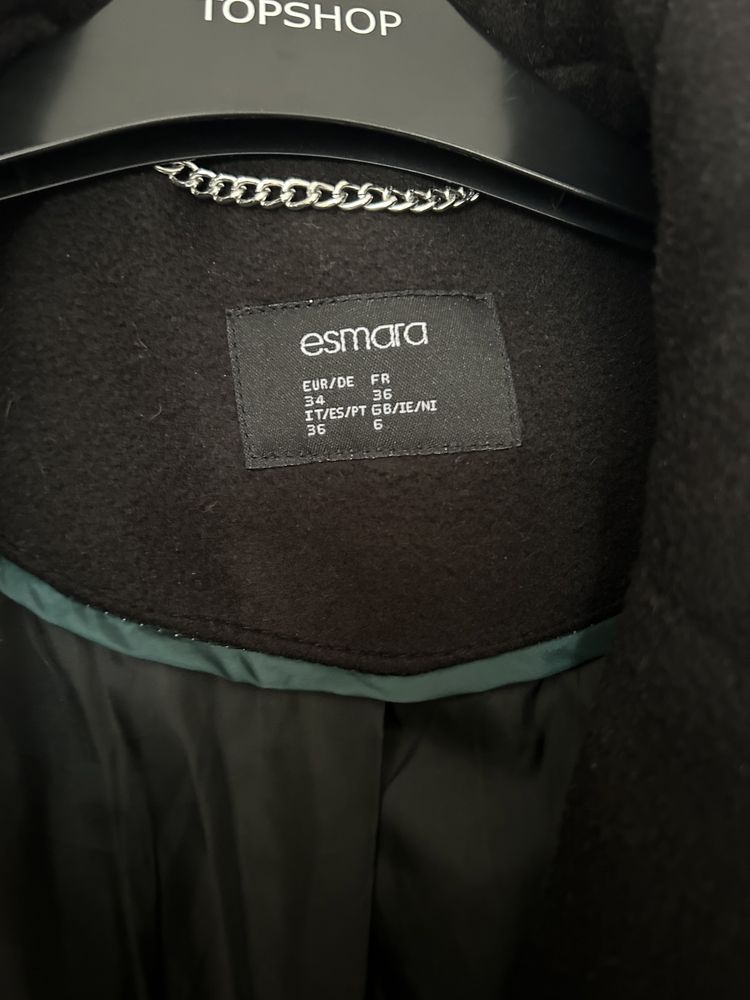 TOPSHOP
esmara
EUR/DE FR
34 36
IT/ES/PT GB/IE/NI
36 6